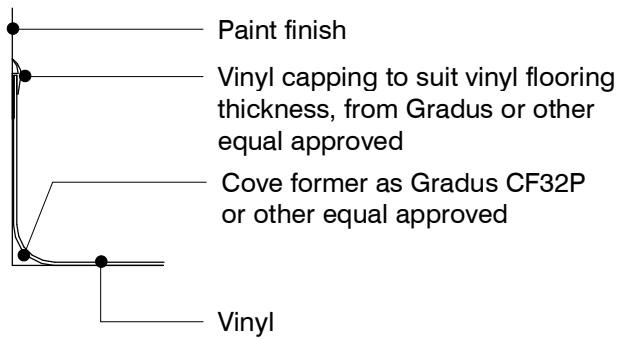 Paint finish
Vinyl capping to suit vinyl flooring
thickness, from Gradus or other
equal approved
Cove former as Gradus CF32P
or other equal approved
Vinyl